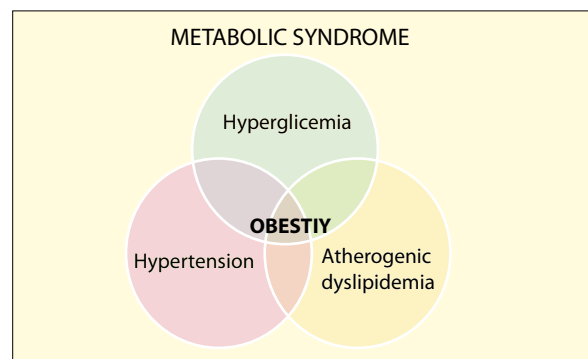 METABOLIC SYNDROME
Hyperglicemia
OBESTIY
Hypertension
Atherogenic
dyslipidemia